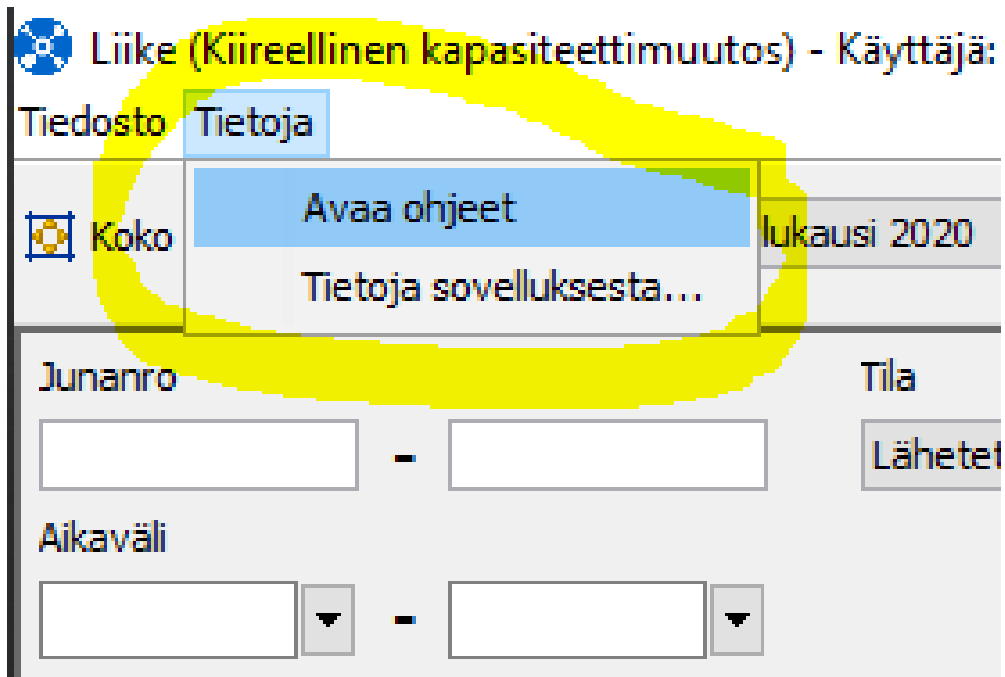 Liike (Kiireellinen kapasiteettimuutos) - Käyttäjä:
Tiedosto Tietoja
Avaa ohjeet
Koko lukausi 2020
Tietoja sovelluksesta...
Junanro Tila
- Lähetet
Aikaväli
-